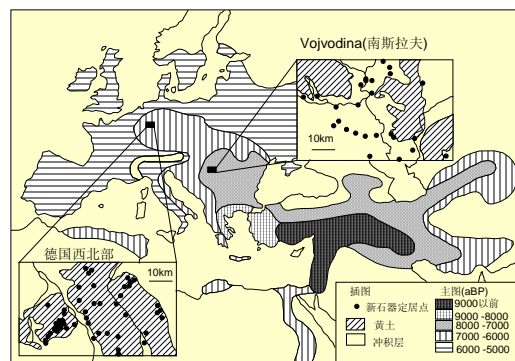 Vojvodina(南斯拉夫)
10km
德国西北部
10km
插图
新石器定居点
黄土
冲积层
主图(aBP)
9000以前
9000 -8000
8000 -7000
7000 -6000
6000 -5000